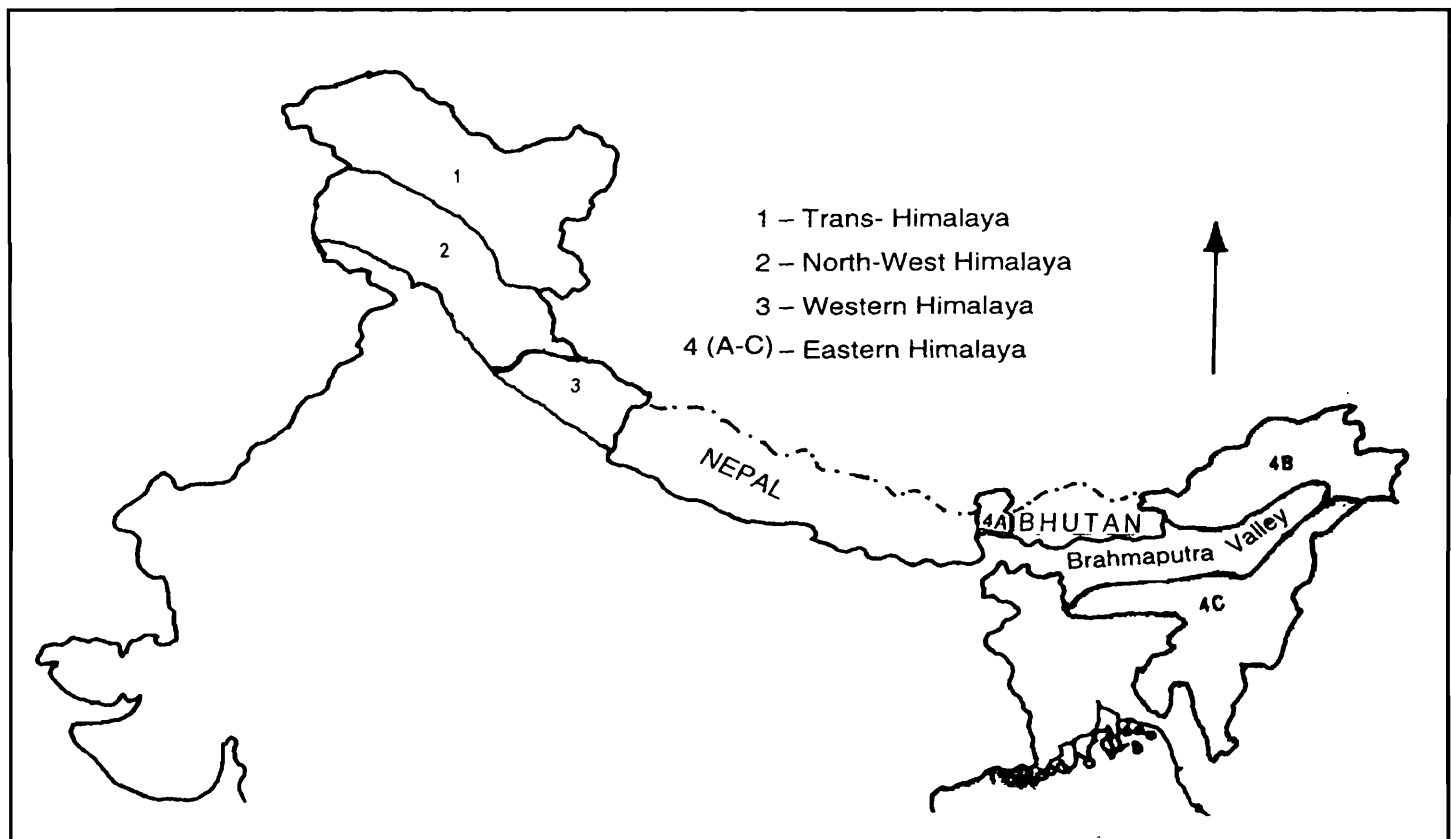 1
2
1 – Trans- Himalaya
2 – North-West Himalaya
3 – Western Himalaya
4 (A-C) – Eastern Himalaya
3
NEPAL
4A
BHUTAN
4B
Brahmaputra Valley
4C